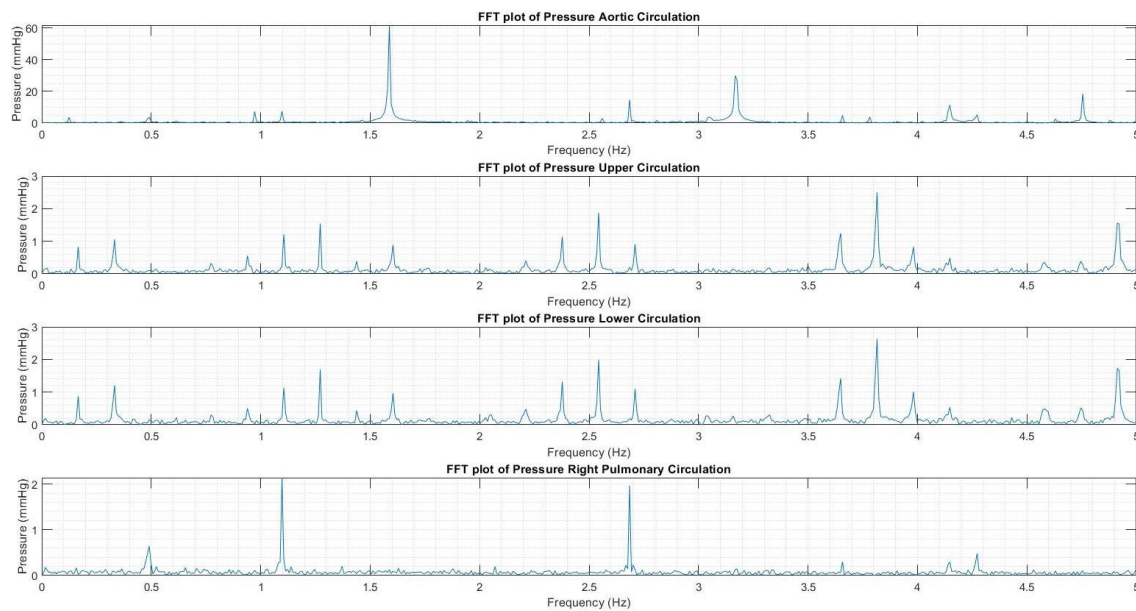 FFT plot of Pressure Aortic Circulation
Pressure (mmHg)
60
40
20
0
0 0.5 1 1.5 2 2.5 3 3.5 4 4.5 5
Frequency (Hz)
FFT plot of Pressure Upper Circulation
Pressure (mmHg)
3
2
1
0
0 0.5 1 1.5 2 2.5 3 3.5 4 4.5 5
Frequency (Hz)
FFT plot of Pressure Lower Circulation
Pressure (mmHg)
3
2
1
0
0 0.5 1 1.5 2 2.5 3 3.5 4 4.5 5
Frequency (Hz)
FFT plot of Pressure Right Pulmonary Circulation
Pressure (mmHg)
2
1
0
0 0.5 1 1.5 2 2.5 3 3.5 4 4.5 5
Frequency (Hz)